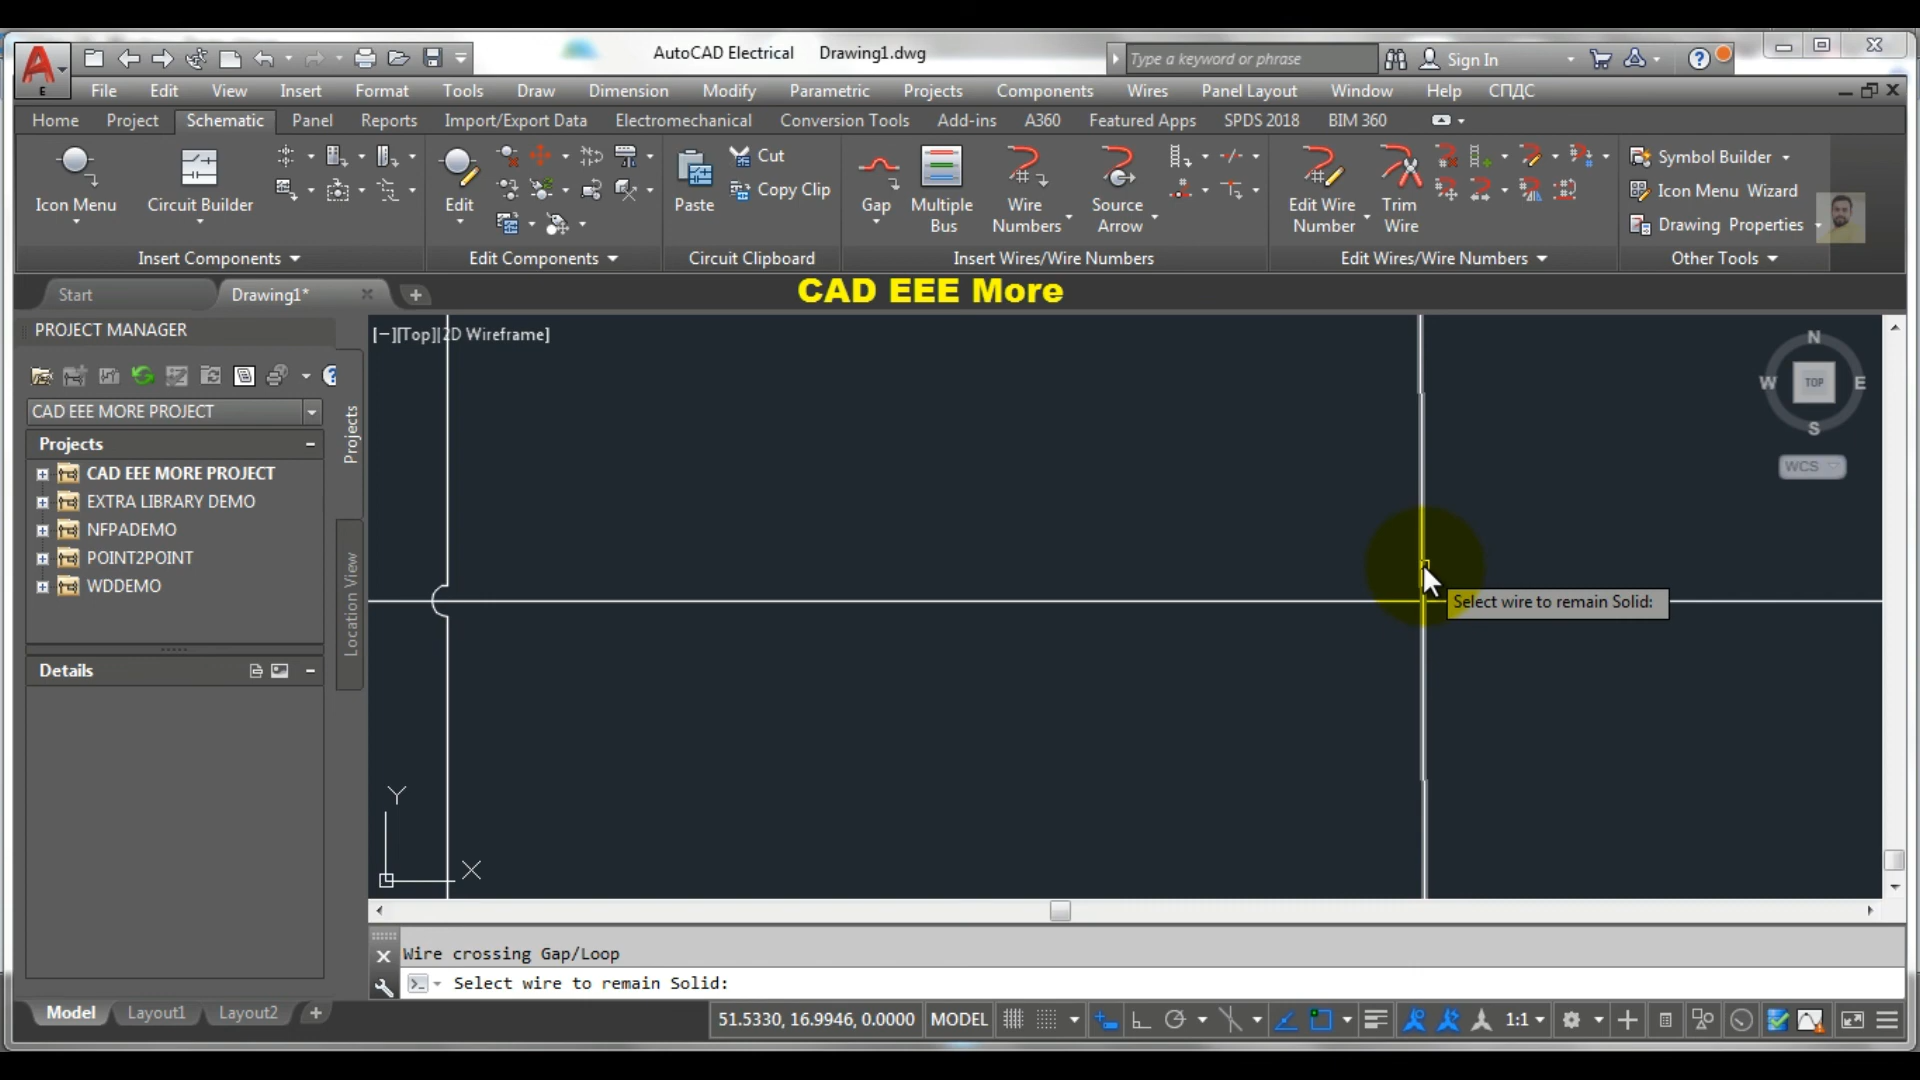 AutoCAD Electrical Drawing1.dwg
Type a keyword or phrase
Sign In
File Edit View Insert Format Tools Draw Dimension Modify Parametric Projects Components Wires Panel Layout Window Help СПДС
Home Project Schematic Panel Reports Import/Export Data Electromechanical Conversion Tools Add-ins A360 Featured Apps SPDS 2018 BIM 360
Icon Menu
Circuit Builder
Insert Components
Edit
Edit Components
Paste
Cut
Copy Clip
Circuit Clipboard
Gap
Multiple Bus
Wire Numbers
Source Arrow
Insert Wires/Wire Numbers
Edit Wire Number
Trim Wire
Edit Wires/Wire Numbers
Symbol Builder
Icon Menu Wizard
Drawing Properties
Other Tools
Start
Drawing1*
CAD EEE More
PROJECT MANAGER
CAD EEE MORE PROJECT
Projects
CAD EEE MORE PROJECT
EXTRA LIBRARY DEMO
NFPADEMO
POINT2POINT
WDDEMO
Details
Projects
Location View
[−][Top][2D Wireframe]
N
W TOP E
S
WCS
Select wire to remain Solid:
Y
X
Wire crossing Gap/Loop
Select wire to remain Solid:
Model Layout1 Layout2
51.5330, 16.9946, 0.0000 MODEL 1:1